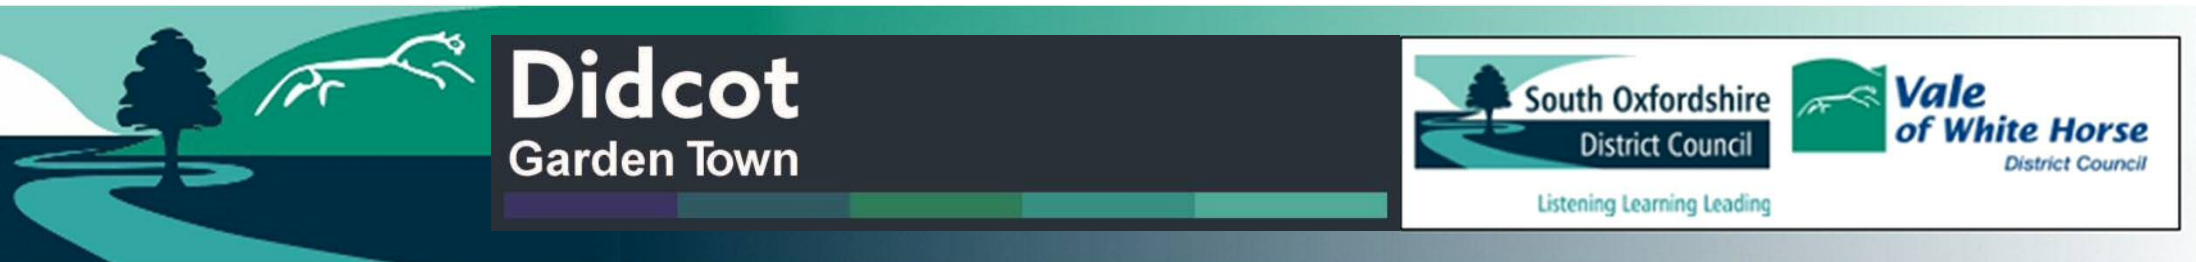 Didcot
Garden Town
South Oxfordshire
District Council
Listening Learning Leading
Vale
of White Horse
District Council